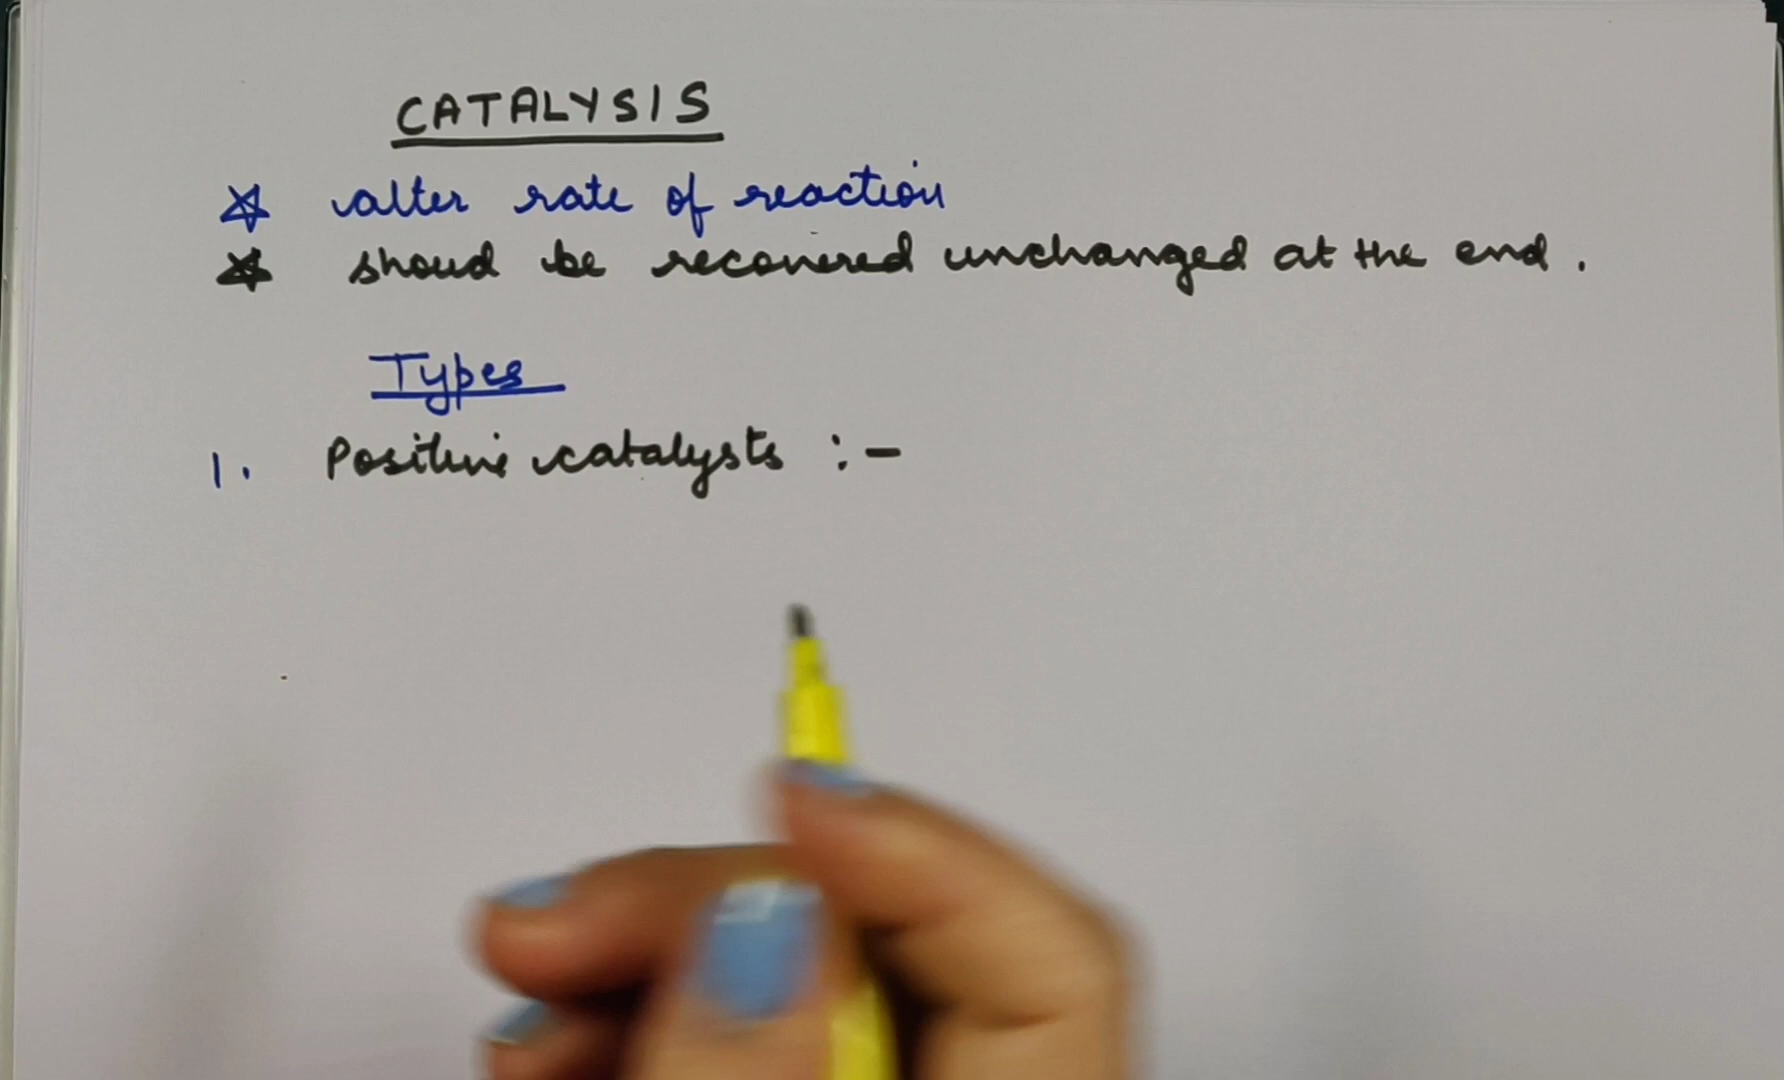 CATALYSIS
☆ alter rate of reaction
☆ shoud be recovered unchanged at the end .
Types
1. Positive catalysts :-